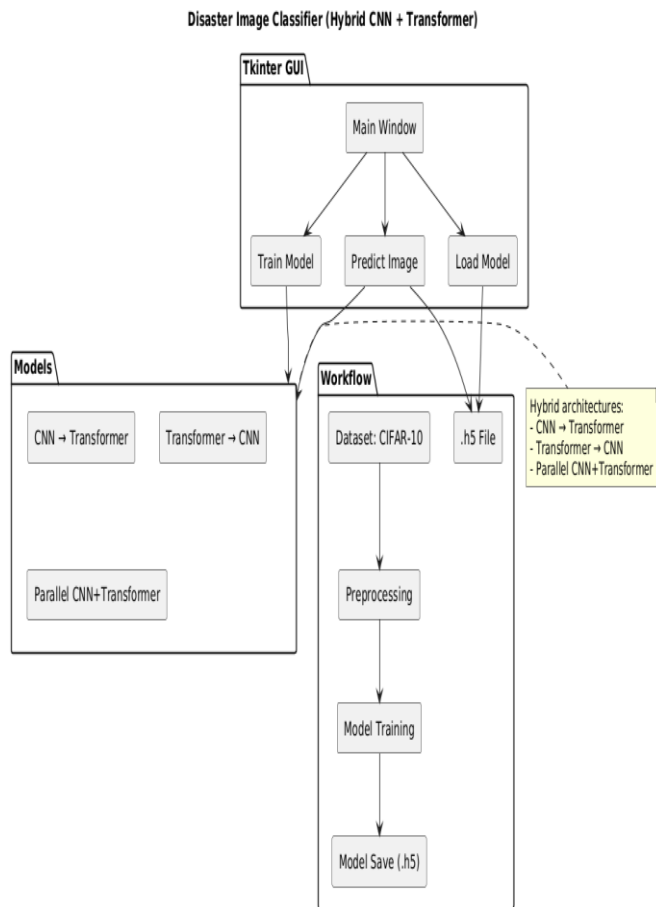 Disaster Image Classifier (Hybrid CNN + Transformer)
Tkinter GUI
Main Window
Train Model
Predict Image
Load Model
Models
CNN → Transformer
Transformer → CNN
Parallel CNN+Transformer
Workflow
Dataset: CIFAR-10
.h5 File
Preprocessing
Model Training
Model Save (.h5)
Hybrid architectures:
- CNN → Transformer
- Transformer → CNN
- Parallel CNN+Transformer